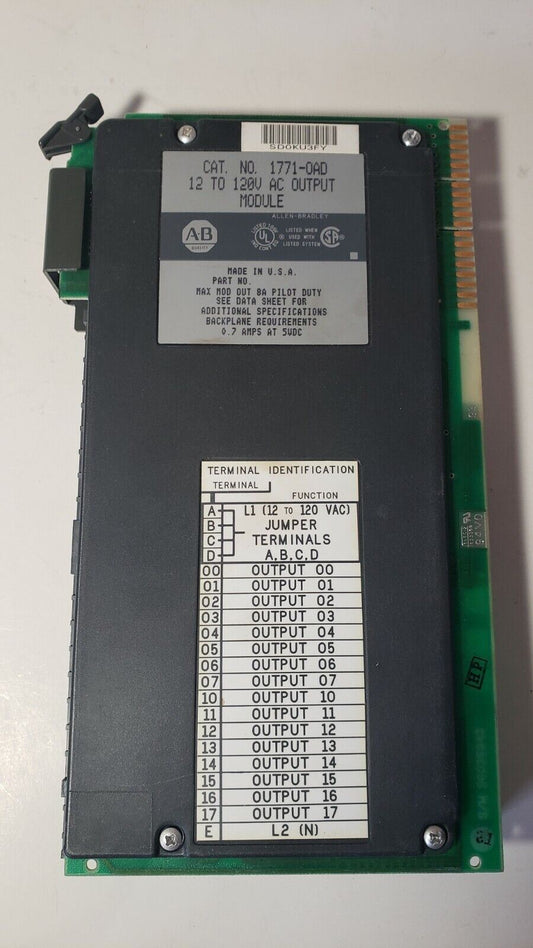 SD0KU3FY
CAT. NO. 1771-OAD
12 TO 120V AC OUTPUT
MODULE
ALLEN-BRADLEY
A-B
QUALITY
UL
LISTED WHEN
USED WITH
LISTED SYSTEM
MADE IN U.S.A.
PART NO.
MAX MOD OUT 8A PILOT DUTY
SEE DATA SHEET FOR
ADDITIONAL SPECIFICATIONS
BACKPLANE REQUIREMENTS
0.7 AMPS AT 5VDC
TERMINAL IDENTIFICATION
TERMINAL
FUNCTION
A L1 (12 TO 120 VAC)
B JUMPER
C TERMINALS
D A,B,C,D
00 OUTPUT 00
01 OUTPUT 01
02 OUTPUT 02
03 OUTPUT 03
04 OUTPUT 04
05 OUTPUT 05
06 OUTPUT 06
07 OUTPUT 07
10 OUTPUT 10
11 OUTPUT 11
12 OUTPUT 12
13 OUTPUT 13
14 OUTPUT 14
15 OUTPUT 15
16 OUTPUT 16
17 OUTPUT 17
E L2 (N)
94V0
HP
S/N